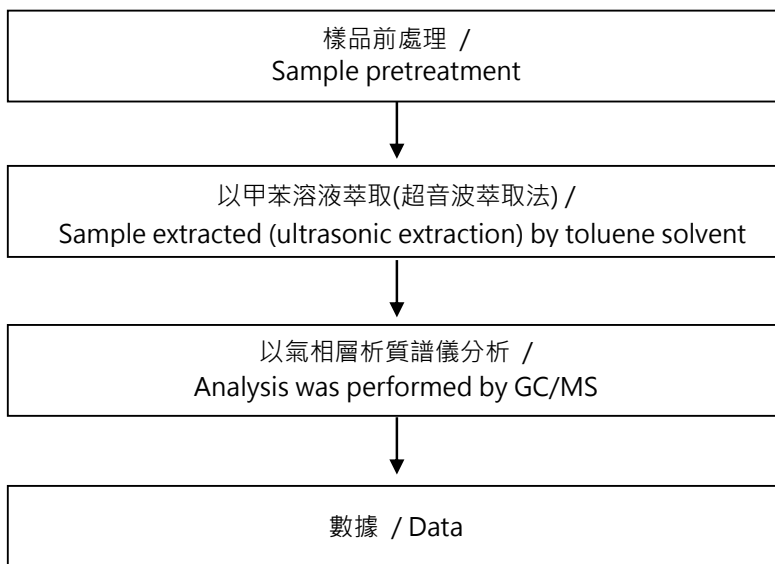 樣品前處理 /
Sample pretreatment
以甲苯溶液萃取(超音波萃取法) /
Sample extracted (ultrasonic extraction) by toluene solvent
以氣相層析質譜儀分析 /
Analysis was performed by GC/MS
數據 / Data